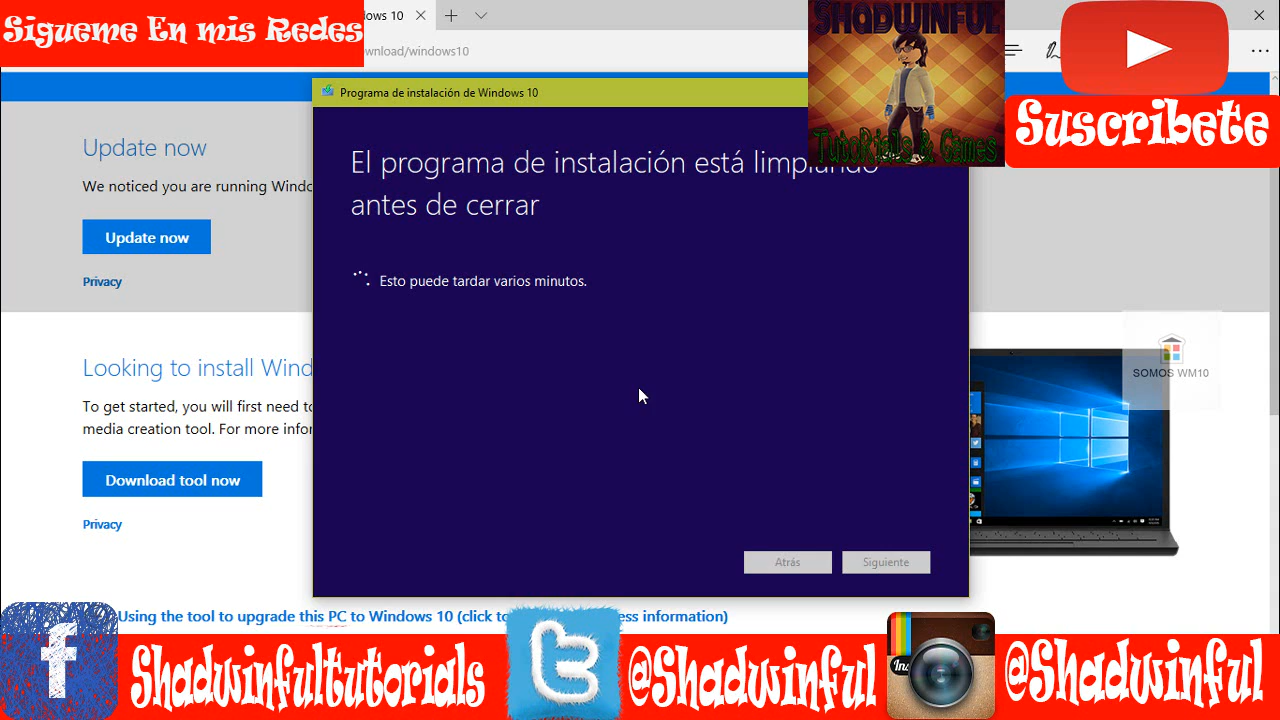 Sigueme En mis Redes
dows 10
wnload/windows10
SHADWINFUL
TutoRials & Games
Suscribete
Programa de instalación de Windows 10
El programa de instalación está limpiando
antes de cerrar
Esto puede tardar varios minutos.
Atrás
Siguiente
Update now
We noticed you are running Windo
Update now
Privacy
Looking to install Wind
To get started, you will first need to
media creation tool. For more infor
Download tool now
Privacy
SOMOS WM10
Using the tool to upgrade this PC to Windows 10 (click to
ess information)
Shadwinfultutorials
@Shadwinful
@Shadwinful